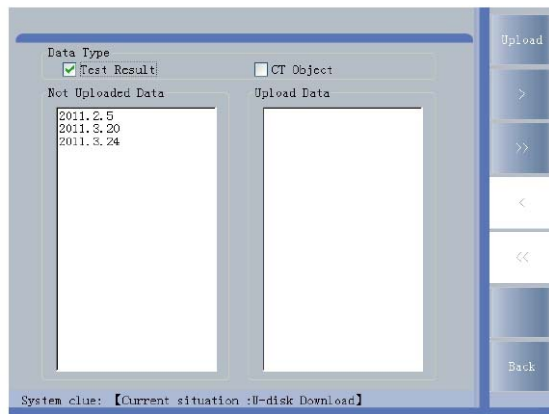 Data Type
Test Result
CT Object
Not Uploaded Data
2011.2.5
2011.3.20
2011.3.24
Upload Data
Upload
>
>>
<
<<
Back
System clue: 【Current situation :U-disk Download】